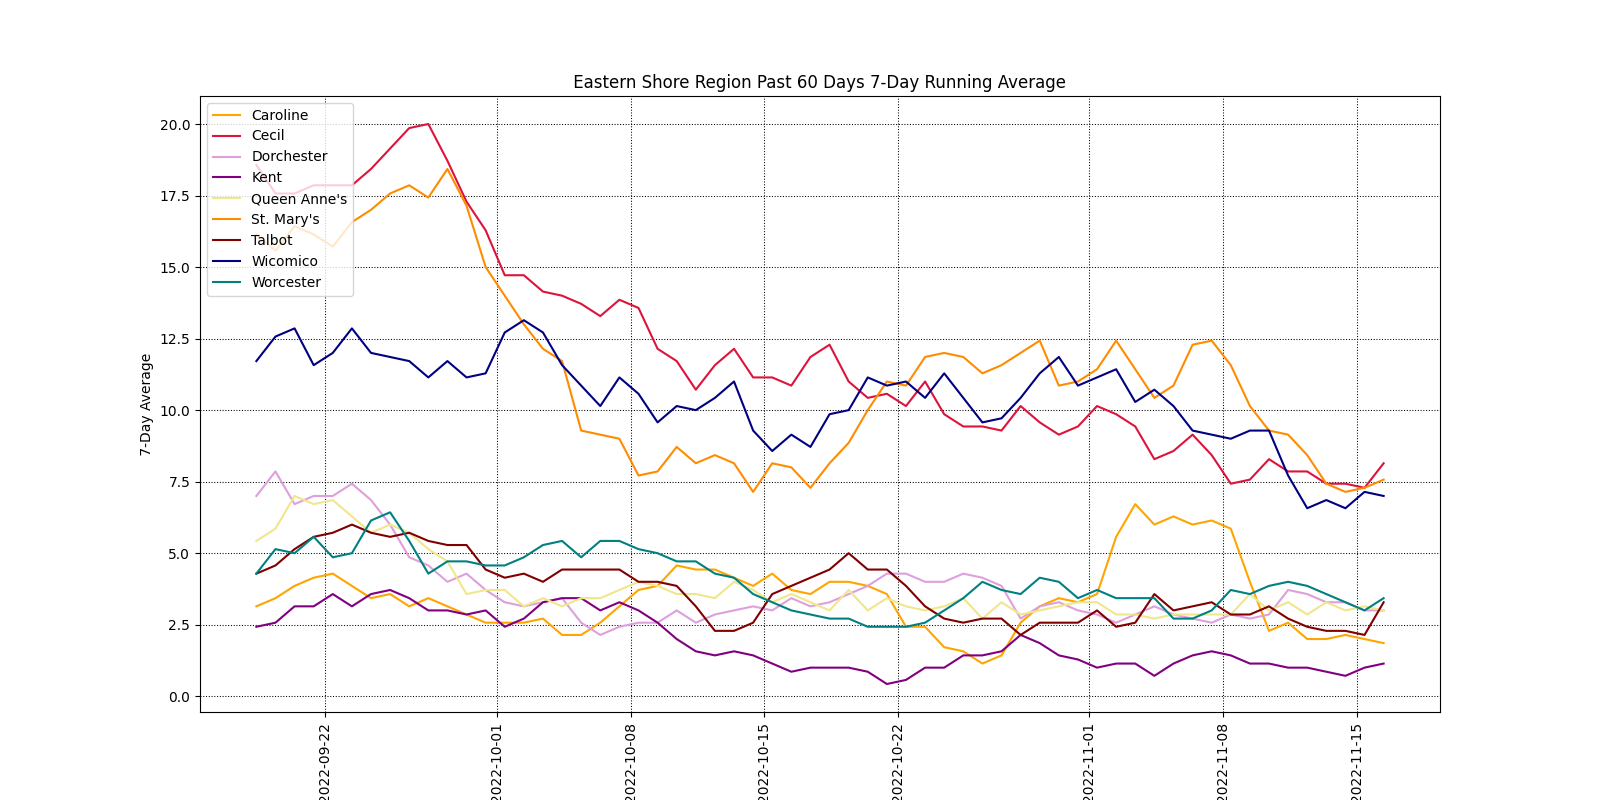 Eastern Shore Region Past 60 Days 7-Day Running Average
Caroline
Cecil
Dorchester
Kent
Queen Anne's
St. Mary's
Talbot
Wicomico
Worcester
7-Day Average
20.0
17.5
15.0
12.5
10.0
7.5
5.0
2.5
0.0
2022-09-22
2022-10-01
2022-10-08
2022-10-15
2022-10-22
2022-11-01
2022-11-08
2022-11-15